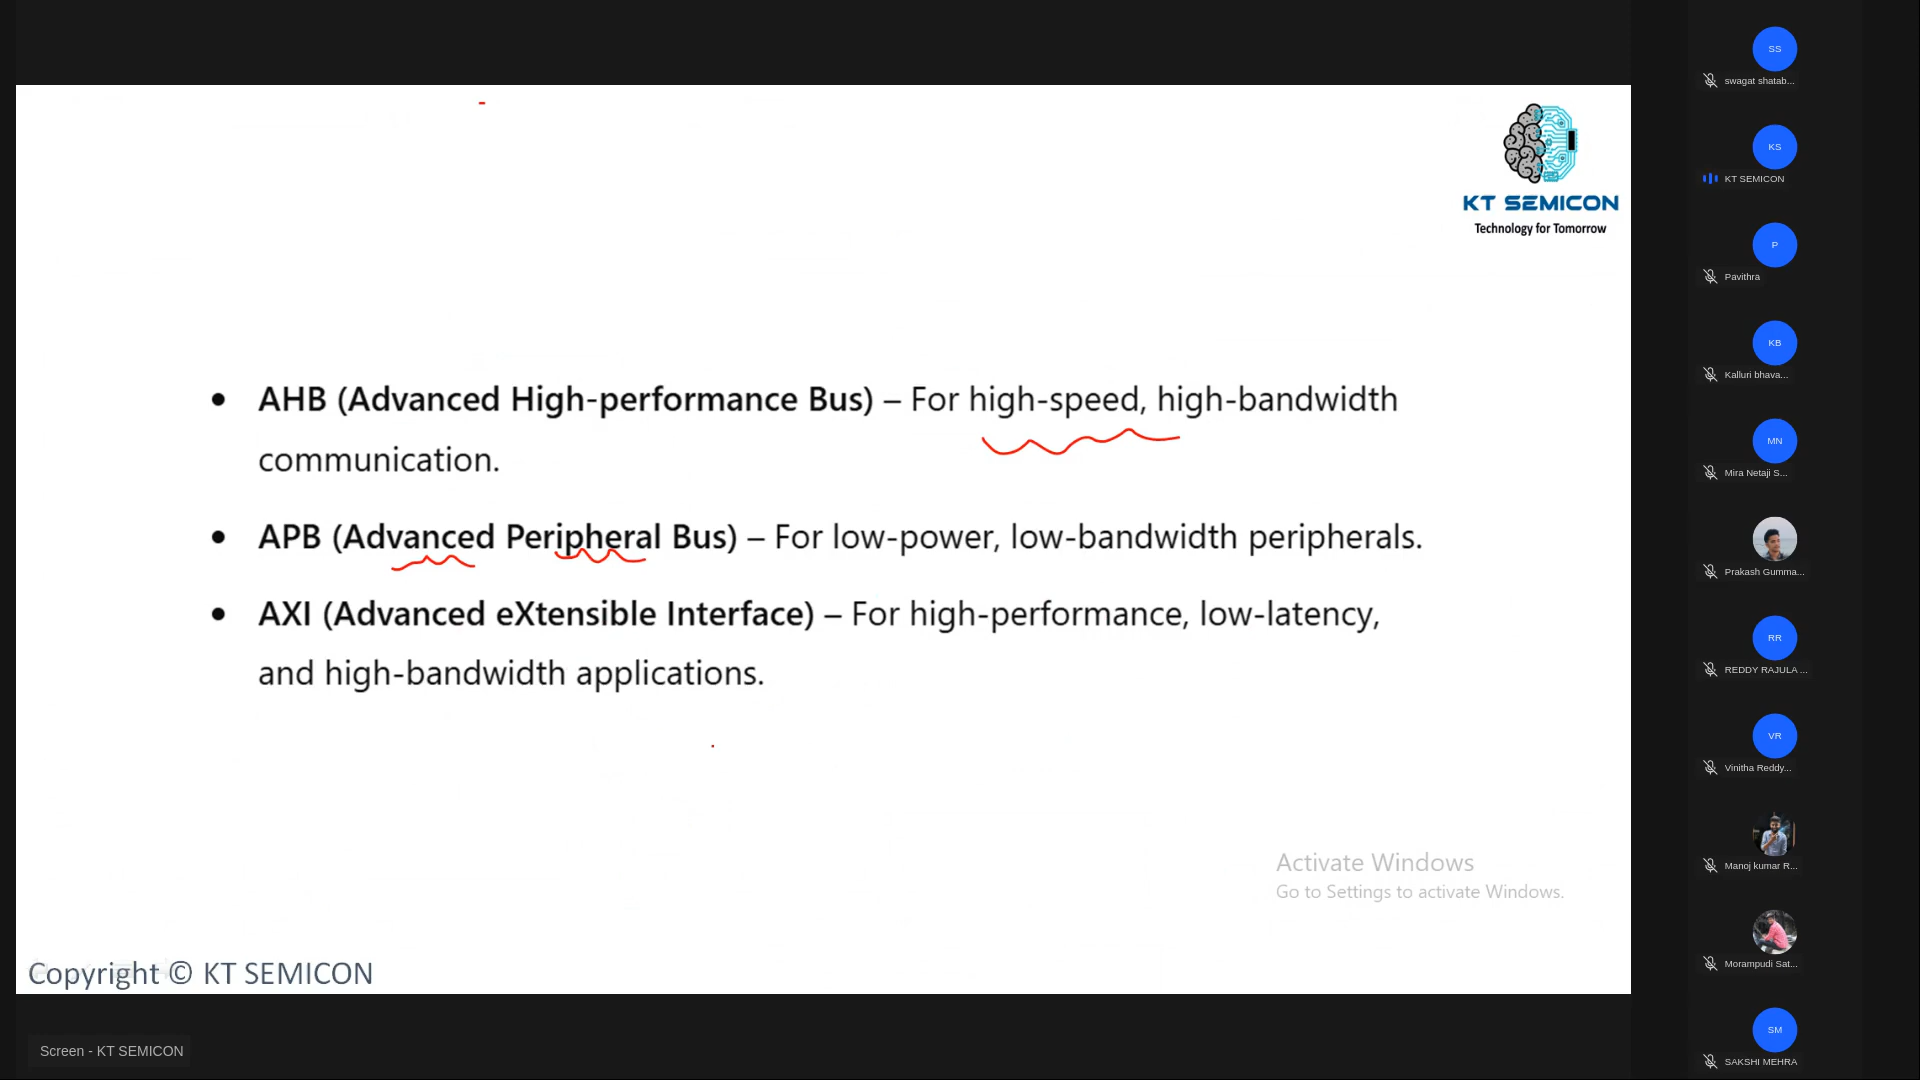 KT SEMICON
Technology for Tomorrow
• AHB (Advanced High-performance Bus) – For high-speed, high-bandwidth
communication.
• APB (Advanced Peripheral Bus) – For low-power, low-bandwidth peripherals.
• AXI (Advanced eXtensible Interface) – For high-performance, low-latency,
and high-bandwidth applications.
Activate Windows
Go to Settings to activate Windows.
Copyright © KT SEMICON
Screen - KT SEMICON
SS
swagat shatab...
KS
KT SEMICON
P
Pavithra
KB
Kalluri bhava...
MN
Mira Netaji S...
Prakash Gumma...
RR
REDDY RAJULA ...
VR
Vinitha Reddy...
Manoj kumar R...
Morampudi Sat...
SM
SAKSHI MEHRA